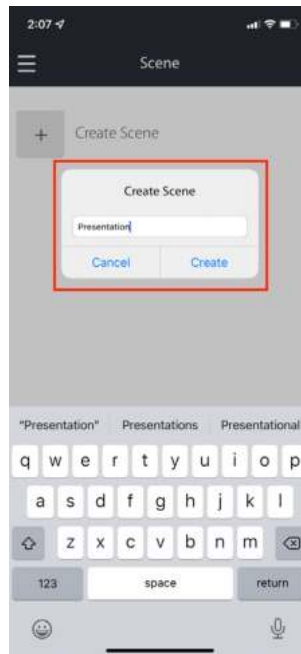 2:07
Scene
+ Create Scene
Create Scene
Presentation
Cancel Create
"Presentation" Presentations Presentational
q w e r t y u i o p
a s d f g h j k l
z x c v b n m
123 space return